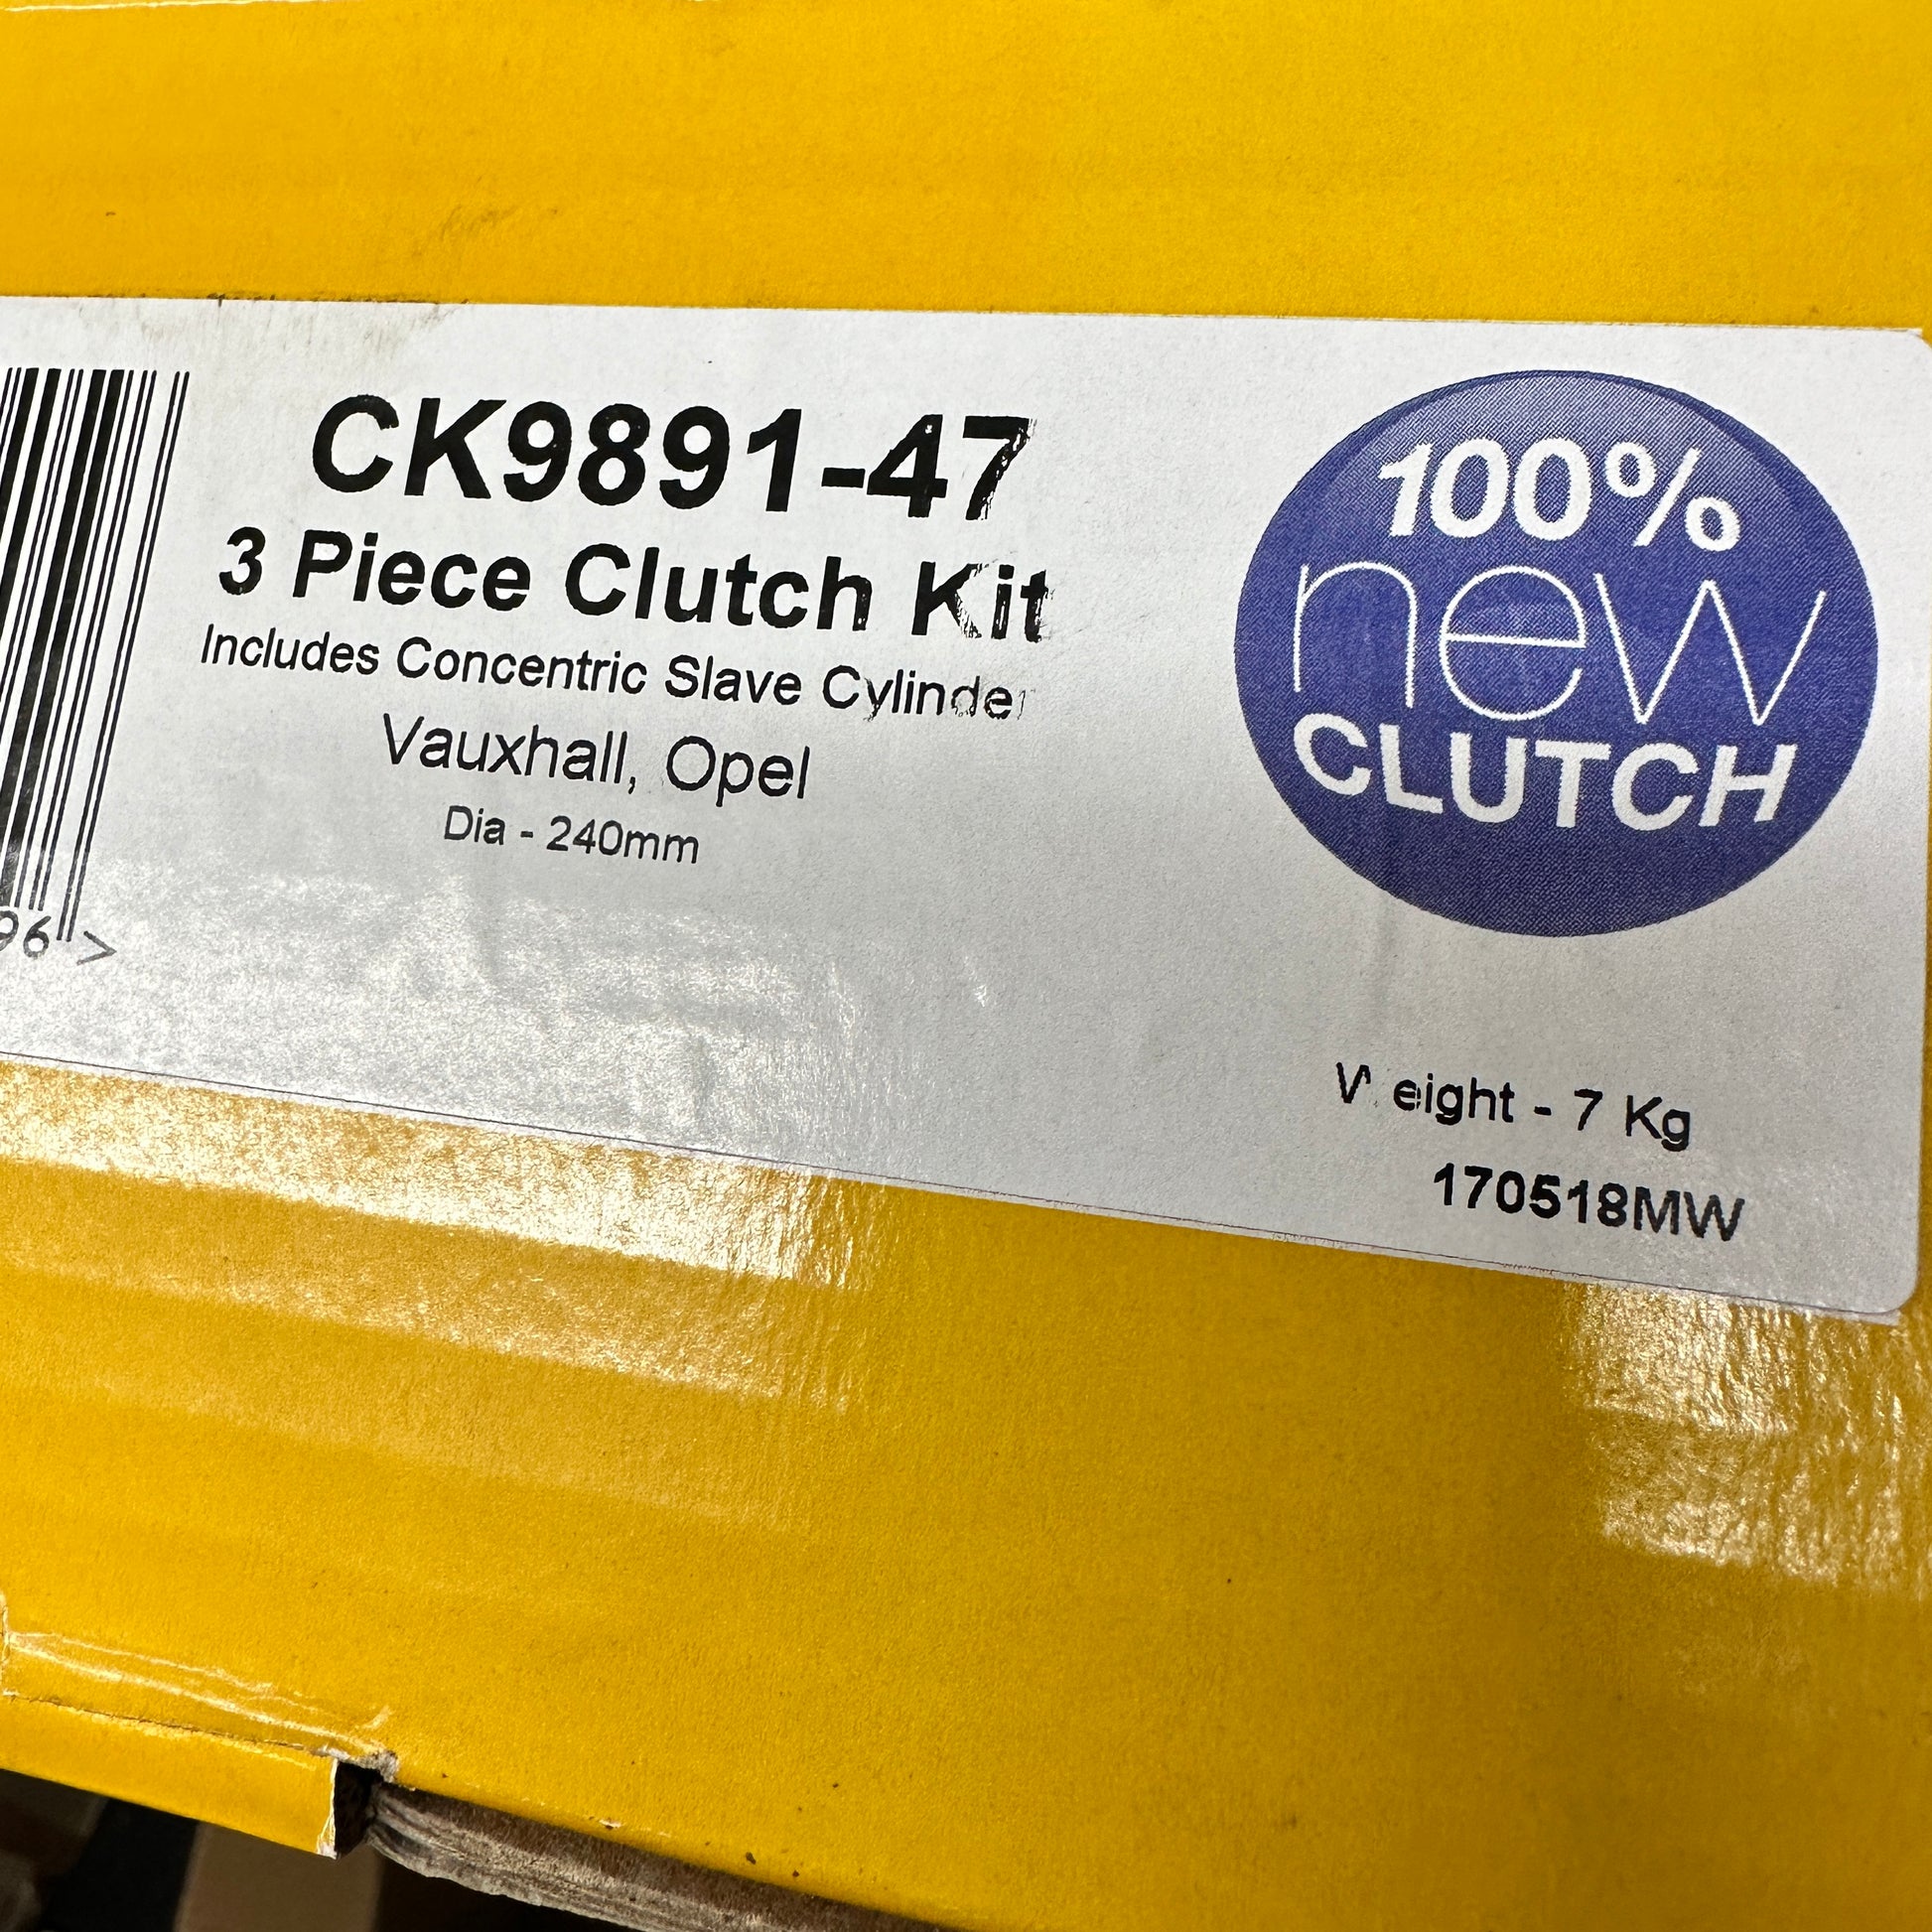 CK9891-47
3 Piece Clutch Kit
Includes Concentric Slave Cylinder
Vauxhall, Opel
Dia - 240mm
96 >
100%
new
CLUTCH
Weight - 7 Kg
170518MW